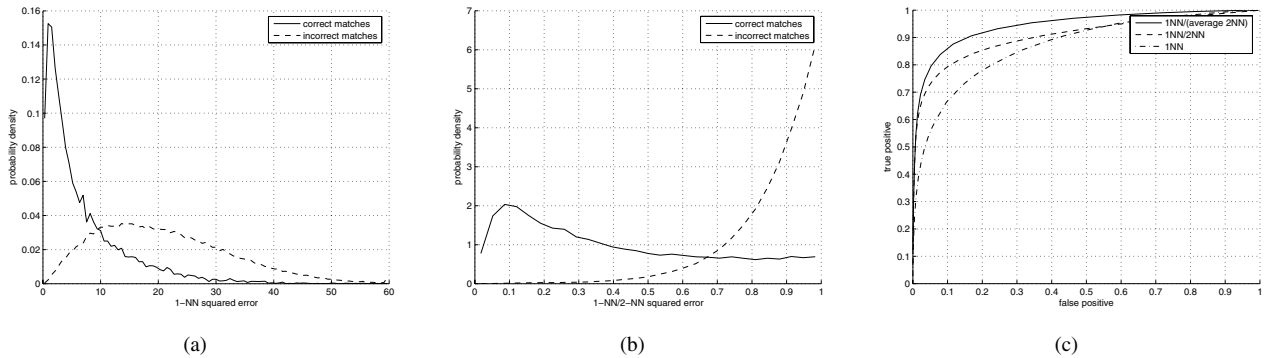 0.16
0.14
0.12
0.1
0.08
0.06
0.04
0.02
0
0 10 20 30 40 50 60
probability density
1−NN squared error
correct matches
incorrect matches
(a)
7
6
5
4
3
2
1
0
0 0.1 0.2 0.3 0.4 0.5 0.6 0.7 0.8 0.9 1
probability density
1−NN/2−NN squared error
correct matches
incorrect matches
(b)
1
0.9
0.8
0.7
0.6
0.5
0.4
0.3
0.2
0.1
0
0 0.1 0.2 0.3 0.4 0.5 0.6 0.7 0.8 0.9 1
true positive
false positive
1NN/(average 2NN)
1NN/2NN
1NN
(c)